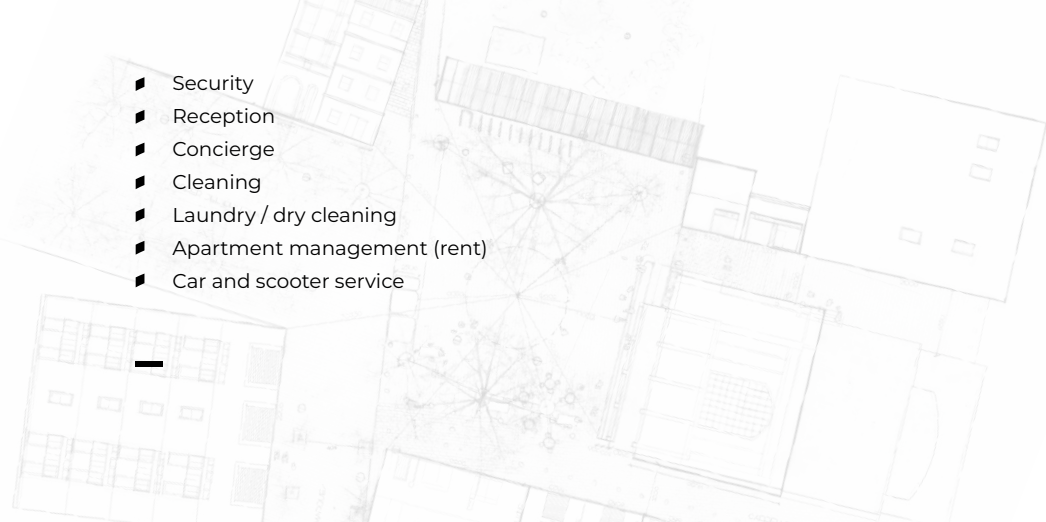 Security
Reception
Concierge
Cleaning
Laundry / dry cleaning
Apartment management (rent)
Car and scooter service